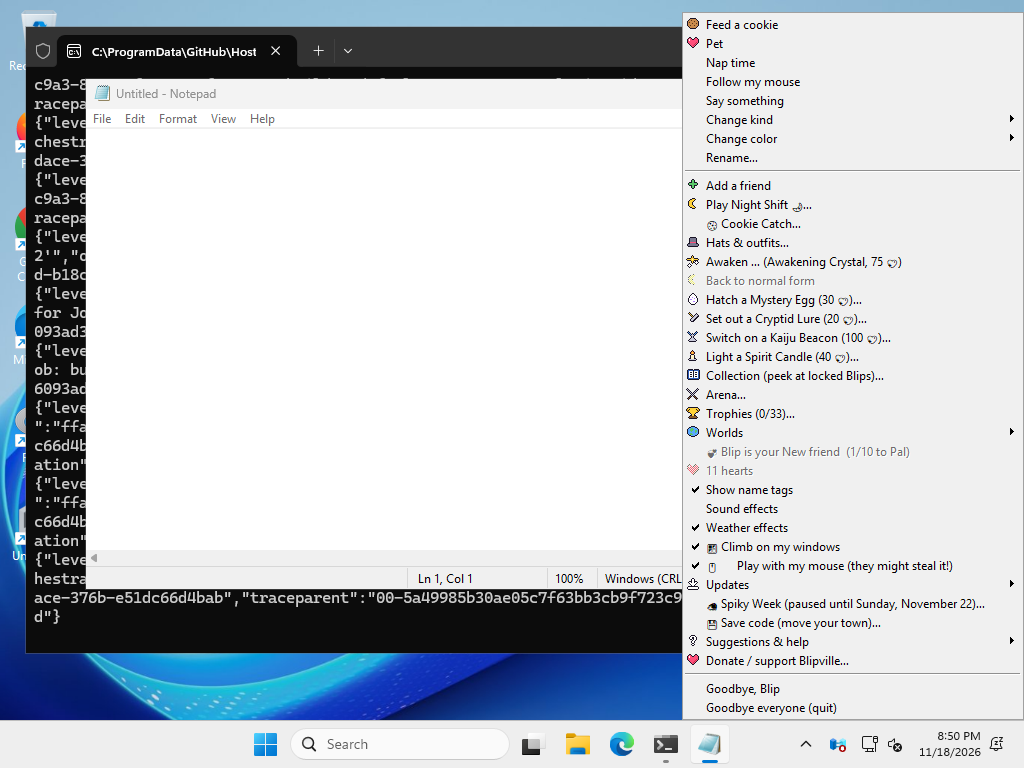 C:\ProgramData\GitHub\Host
c9a3-8
racepa
Untitled - Notepad
File Edit Format View Help
{"leve
chestr
dace-3
{"leve
c9a3-8
racepa
{"leve
2'","o
d-b18c
{"leve
for Jo
093ad3
{"leve
ob: bu
6093ad
{"leve
":"ffa
c66d4b
ation"
{"leve
":"ffa
c66d4b
ation"
{"leve
hestra
Ln 1, Col 1 100% Windows (CRL
ace-376b-e51dc66d4bab","traceparent":"00-5a49985b30ae05c7f63bb3cb9f723c9
d"}
Feed a cookie
Pet
Nap time
Follow my mouse
Say something
Change kind
Change color
Rename...
Add a friend
Play Night Shift 🌙...
Cookie Catch...
Hats & outfits...
Awaken ... (Awakening Crystal, 75 )
Back to normal form
Hatch a Mystery Egg (30 )...
Set out a Cryptid Lure (20 )...
Switch on a Kaiju Beacon (100 )...
Light a Spirit Candle (40 )...
Collection (peek at locked Blips)...
Arena...
Trophies (0/33)...
Worlds
Blip is your New friend (1/10 to Pal)
11 hearts
Show name tags
Sound effects
Weather effects
Climb on my windows
Play with my mouse (they might steal it!)
Updates
Spiky Week (paused until Sunday, November 22)...
Save code (move your town)...
Suggestions & help
Donate / support Blipville...
Goodbye, Blip
Goodbye everyone (quit)
Search
8:50 PM
11/18/2026